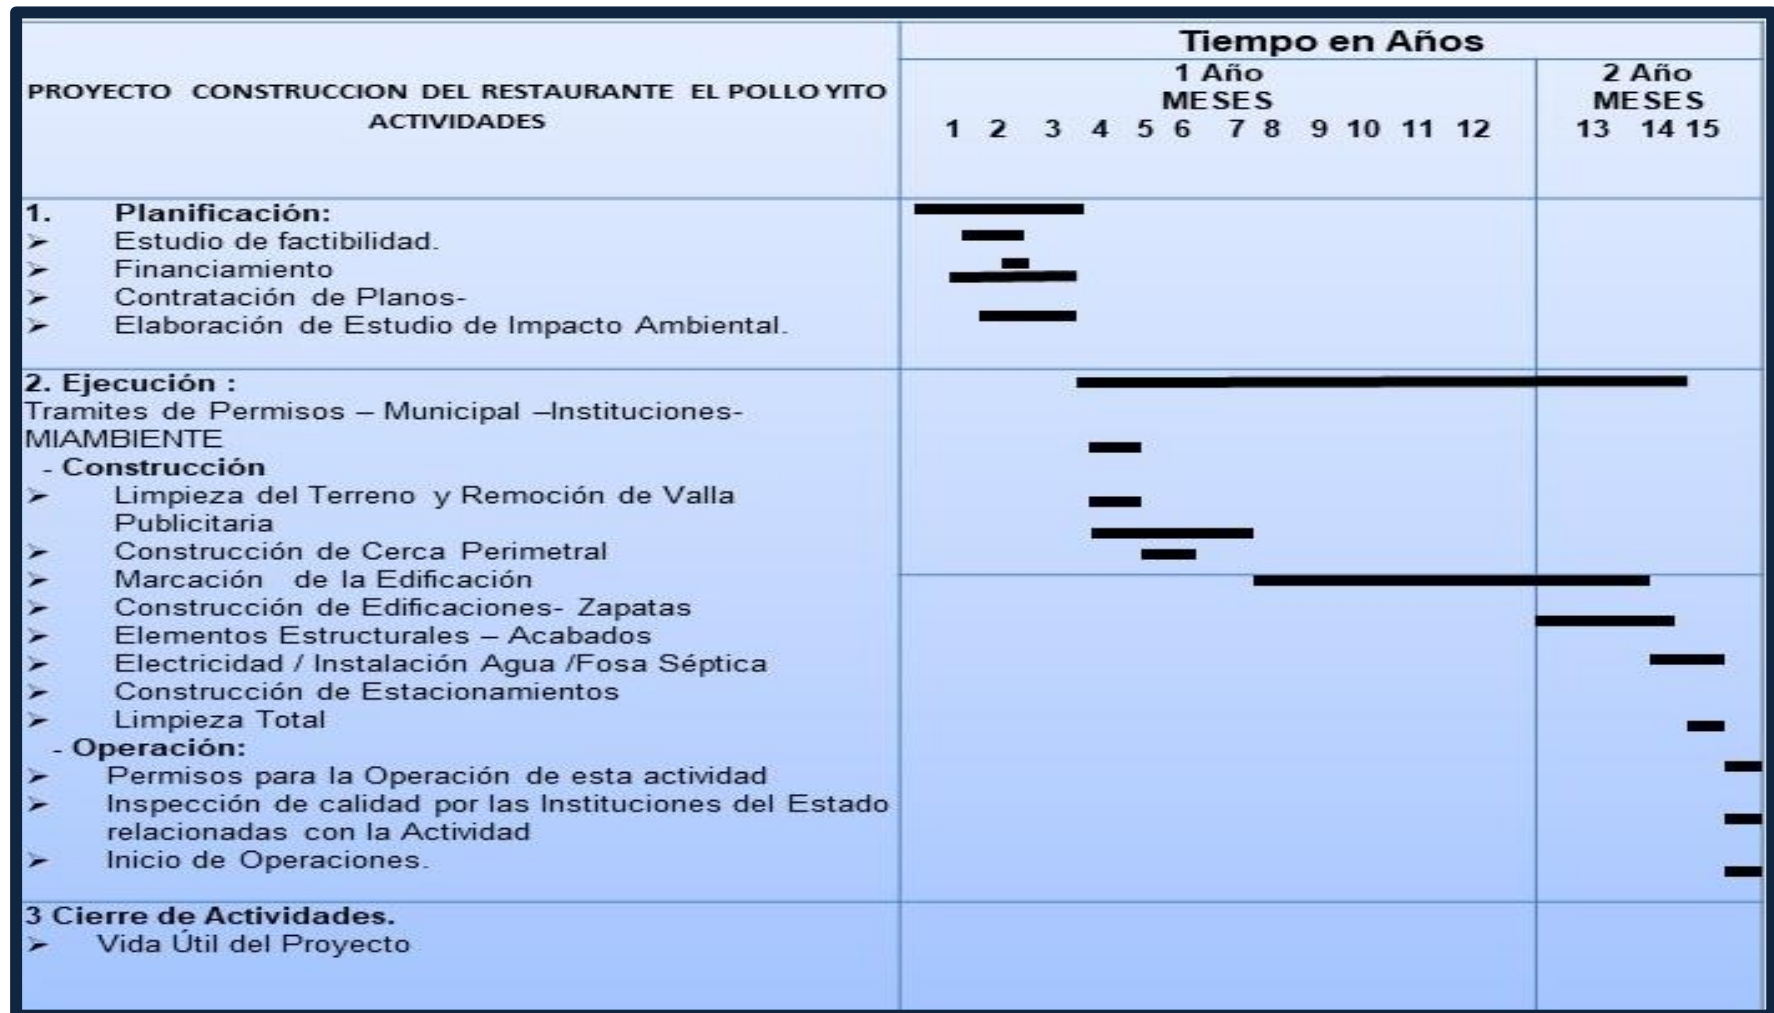 PROYECTO CONSTRUCCION DEL RESTAURANTE EL POLLO YITO
ACTIVIDADES
Tiempo en Años
1 Año
MESES
1 2 3 4 5 6 7 8 9 10 11 12
2 Año
MESES
13 14 15
1. Planificación:
➢ Estudio de factibilidad.
➢ Financiamiento
➢ Contratación de Planos-
➢ Elaboración de Estudio de Impacto Ambiental.
2. Ejecución :
Tramites de Permisos – Municipal –Instituciones-
MIAMBIENTE
- Construcción
➢ Limpieza del Terreno y Remoción de Valla
Publicitaria
➢ Construcción de Cerca Perimetral
➢ Marcación de la Edificación
➢ Construcción de Edificaciones- Zapatas
➢ Elementos Estructurales – Acabados
➢ Electricidad / Instalación Agua /Fosa Séptica
➢ Construcción de Estacionamientos
➢ Limpieza Total
- Operación:
➢ Permisos para la Operación de esta actividad
➢ Inspección de calidad por las Instituciones del Estado
relacionadas con la Actividad
➢ Inicio de Operaciones.
3 Cierre de Actividades.
➢ Vida Útil del Proyecto